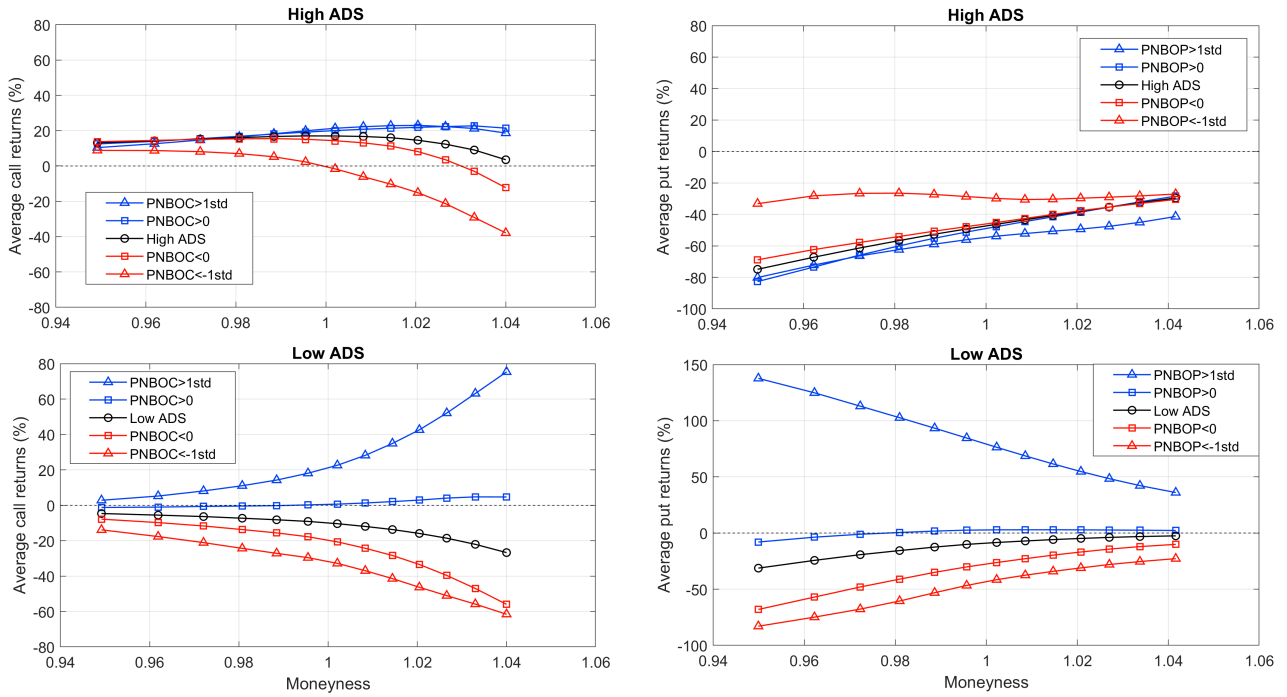 High ADS
Average call returns (%)
80
60
40
20
0
-20
-40
-60
-80
PNBOC>1std
PNBOC>0
High ADS
PNBOC<0
PNBOC<-1std
0.94 0.96 0.98 1 1.02 1.04 1.06
High ADS
Average put returns (%)
80
60
40
20
0
-20
-40
-60
-80
-100
PNBOP>1std
PNBOP>0
High ADS
PNBOP<0
PNBOP<-1std
0.94 0.96 0.98 1 1.02 1.04 1.06
Low ADS
Average call returns (%)
80
60
40
20
0
-20
-40
-60
-80
PNBOC>1std
PNBOC>0
Low ADS
PNBOC<0
PNBOC<-1std
0.94 0.96 0.98 1 1.02 1.04 1.06
Moneyness
Low ADS
Average put returns (%)
150
100
50
0
-50
-100
PNBOP>1std
PNBOP>0
Low ADS
PNBOP<0
PNBOP<-1std
0.94 0.96 0.98 1 1.02 1.04 1.06
Moneyness